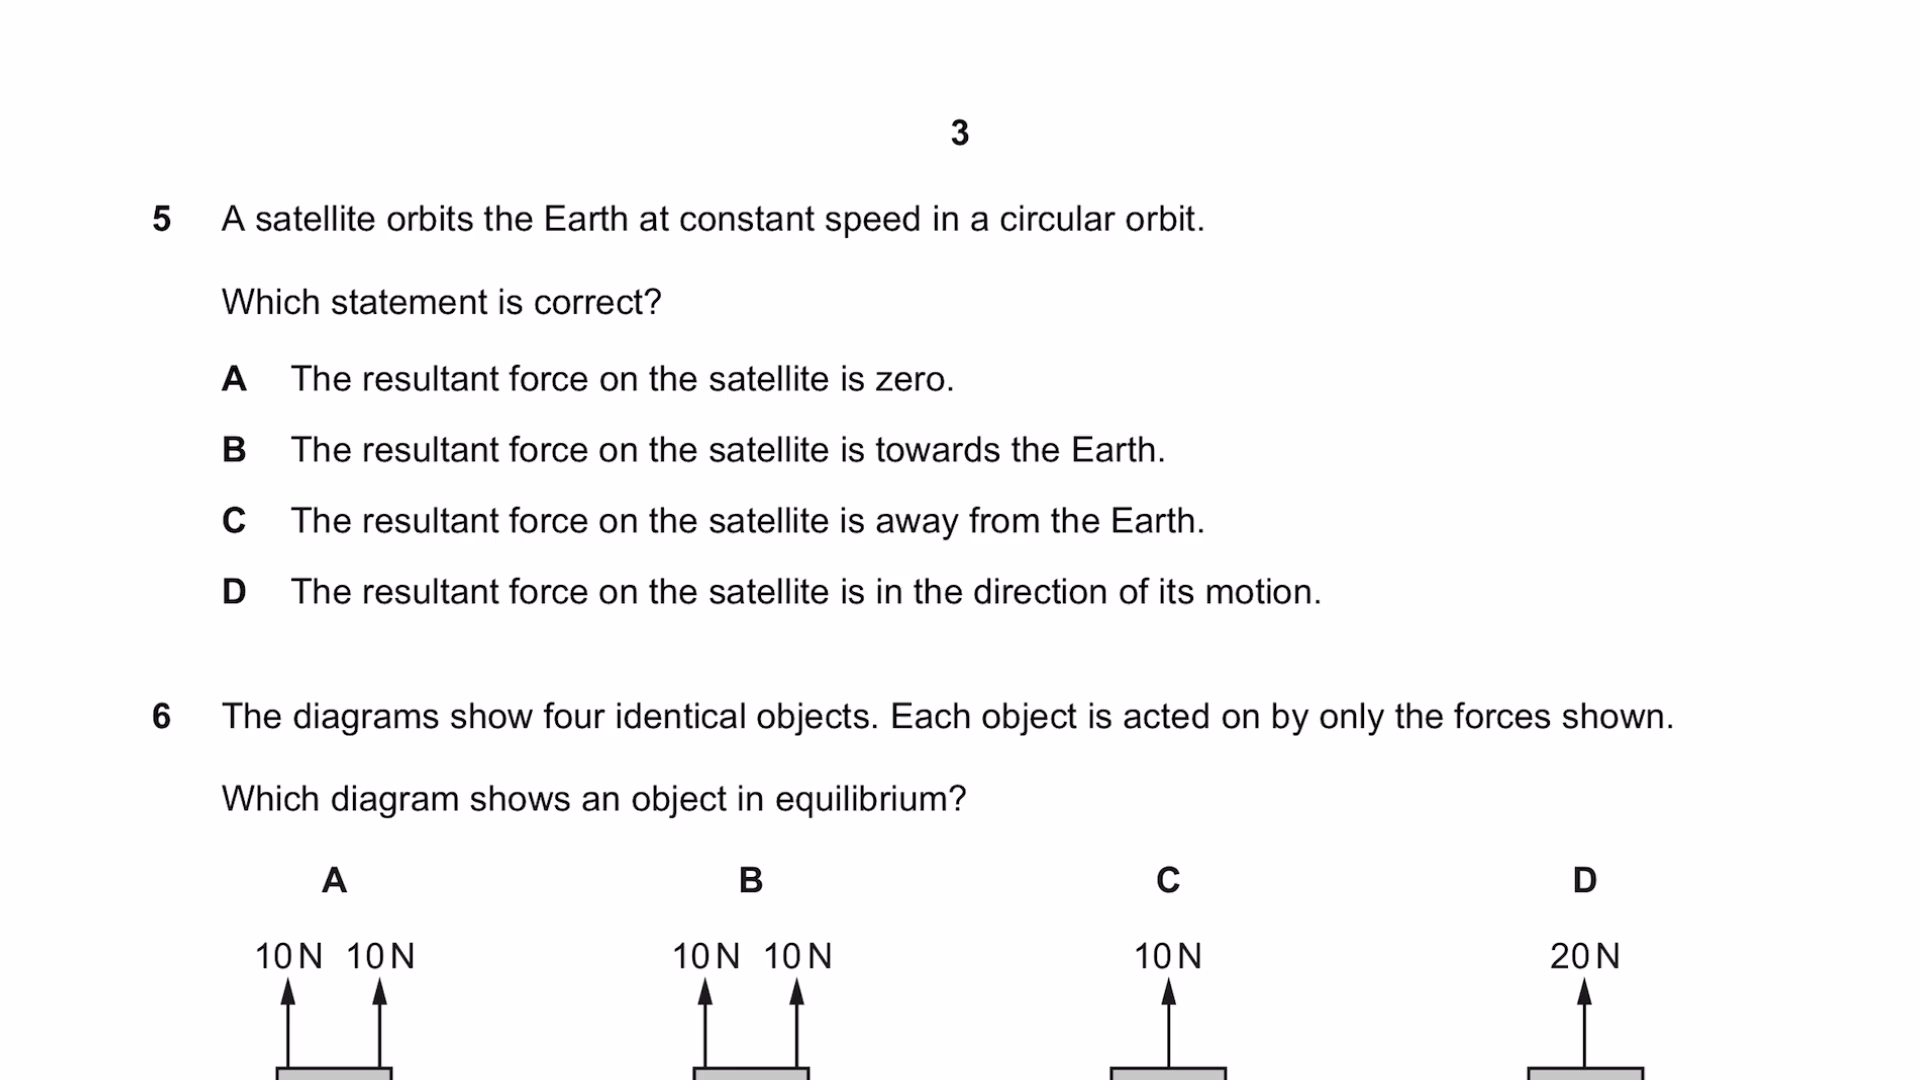 3
5 A satellite orbits the Earth at constant speed in a circular orbit.
Which statement is correct?
A The resultant force on the satellite is zero.
B The resultant force on the satellite is towards the Earth.
C The resultant force on the satellite is away from the Earth.
D The resultant force on the satellite is in the direction of its motion.
6 The diagrams show four identical objects. Each object is acted on by only the forces shown.
Which diagram shows an object in equilibrium?
A B C D
10 N 10 N 10 N 10 N 10 N 20 N